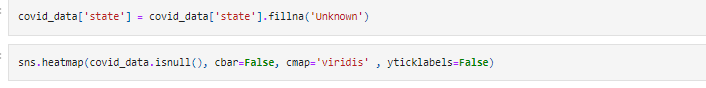 covid_data['state'] = covid_data['state'].fillna('Unknown')
sns.heatmap(covid_data.isnull(), cbar=False, cmap='viridis' , yticklabels=False)